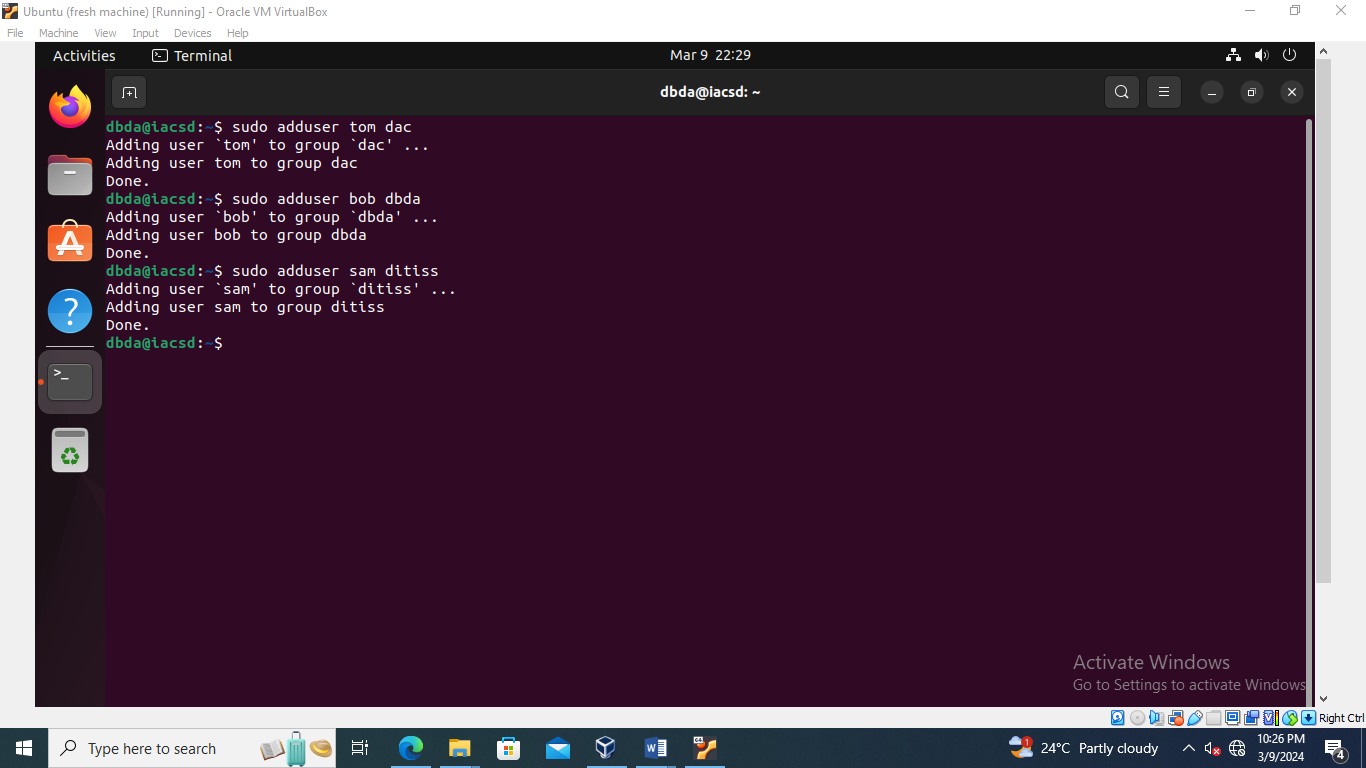 Ubuntu (fresh machine) [Running] - Oracle VM VirtualBox
File Machine View Input Devices Help
Activities Terminal Mar 9 22:29
dbda@iacsd: ~
dbda@iacsd:~$ sudo adduser tom dac
Adding user `tom' to group `dac' ...
Adding user tom to group dac
Done.
dbda@iacsd:~$ sudo adduser bob dbda
Adding user `bob' to group `dbda' ...
Adding user bob to group dbda
Done.
dbda@iacsd:~$ sudo adduser sam ditiss
Adding user `sam' to group `ditiss' ...
Adding user sam to group ditiss
Done.
dbda@iacsd:~$
Activate Windows
Go to Settings to activate Windows
Right Ctrl
Type here to search
24°C Partly cloudy
10:26 PM
3/9/2024
4